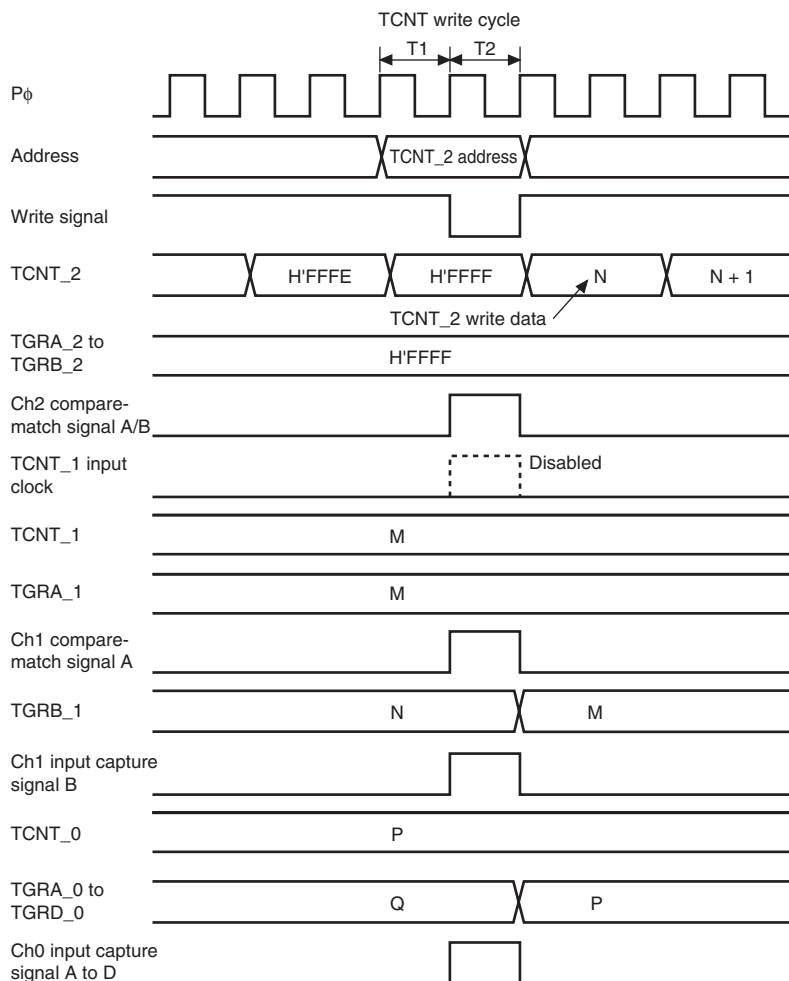 TCNT write cycle
T1 T2
Pϕ
Address
TCNT_2 address
Write signal
TCNT_2
H'FFFE H'FFFF N N + 1
TCNT_2 write data
TGRA_2 to
TGRB_2
H'FFFF
Ch2 compare-
match signal A/B
TCNT_1 input
clock
Disabled
TCNT_1
M
TGRA_1
M
Ch1 compare-
match signal A
TGRB_1
N M
Ch1 input capture
signal B
TCNT_0
P
TGRA_0 to
TGRD_0
Q P
Ch0 input capture
signal A to D